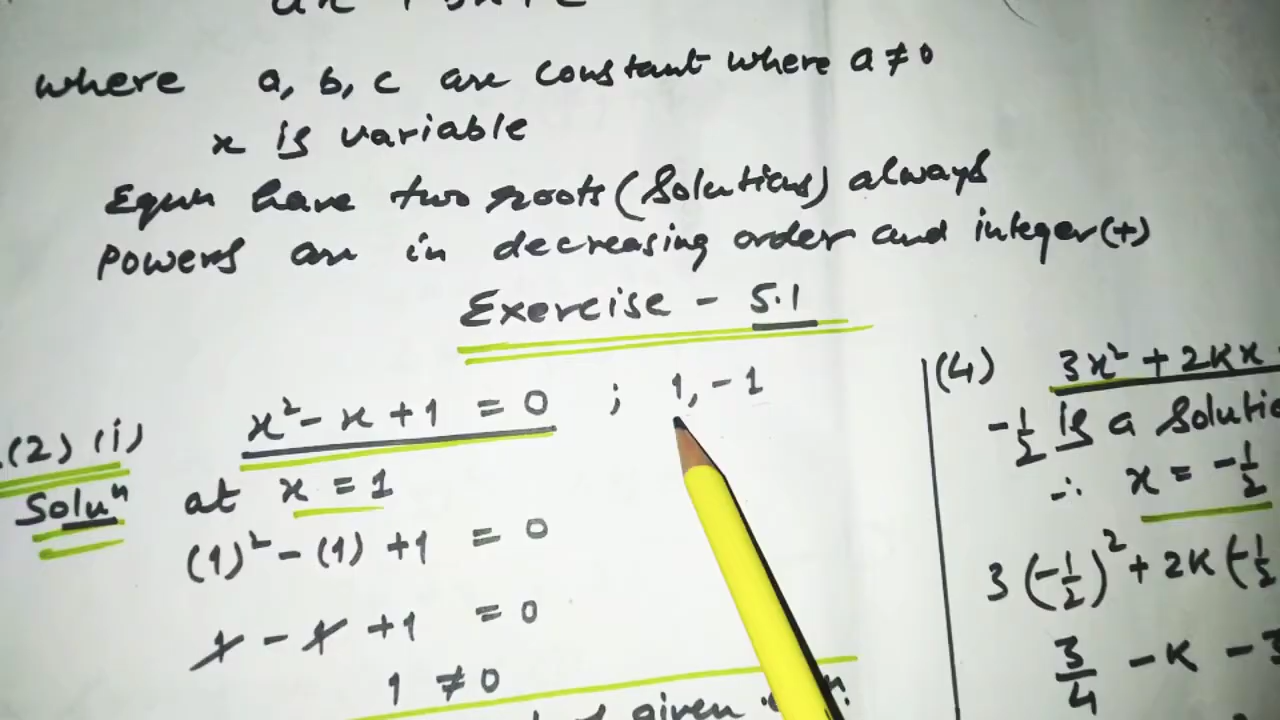 where a, b, c are constant where a ≠ 0
x is variable
Equn have two roots (Solutions) always
Powers are in decreasing order and integer (+)
Exercise - 5.1
.(2) (i) x² - x + 1 = 0 ; 1, -1
Soluⁿ at x = 1
(1)² - (1) + 1 = 0
1 - 1 + 1 = 0
1 ≠ 0
given
(4) 3x² + 2Kx
-1/2 is a Solutio
∴ x = -1/2
3(-1/2)² + 2K(-1/2
3/4 - K - 3